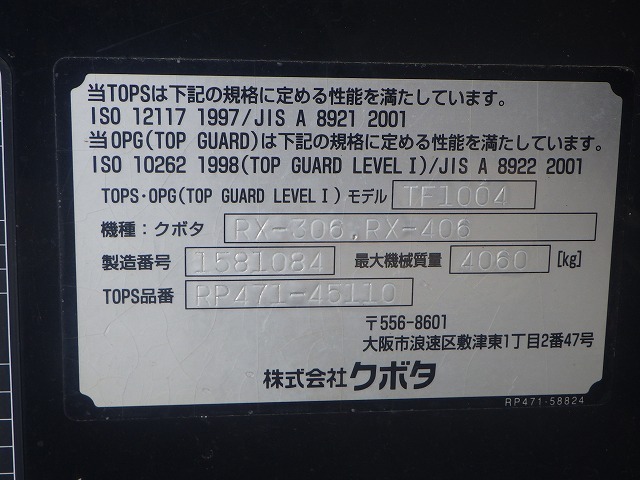 当TOPSは下記の規格に定める性能を満たしています。
ISO 12117 1997/JIS A 8921 2001
当OPG(TOP GUARD)は下記の規格に定める性能を満たしています。
ISO 10262 1998(TOP GUARD LEVEL I)/JIS A 8922 2001
TOPS・OPG(TOP GUARD LEVEL I) モデル TF1004
機種：クボタ RX-306,RX-406
製造番号 1581084 最大機械質量 4060 [kg]
TOPS品番 RP471-45110
〒556-8601
大阪市浪速区敷津東1丁目2番47号
株式会社クボタ
RP471-58824